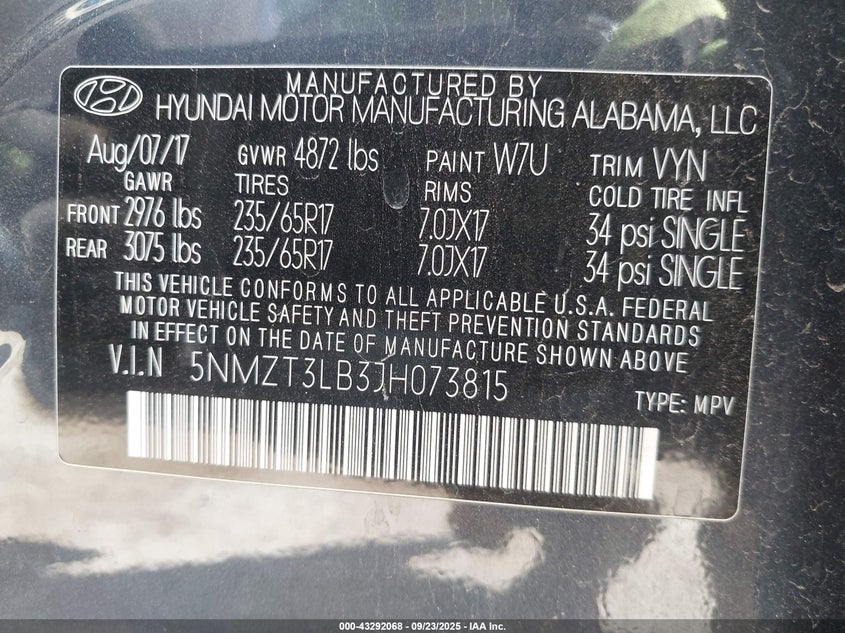 MANUFACTURED BY
HYUNDAI MOTOR MANUFACTURING ALABAMA, LLC
Aug/07/17 GVWR 4872 lbs PAINT W7U TRIM VYN
GAWR TIRES RIMS COLD TIRE INFL
FRONT 2976 lbs 235/65R17 7.0JX17 34 psi SINGLE
REAR 3075 lbs 235/65R17 7.0JX17 34 psi SINGLE
THIS VEHICLE CONFORMS TO ALL APPLICABLE U.S.A. FEDERAL
MOTOR VEHICLE SAFETY AND THEFT PREVENTION STANDARDS
IN EFFECT ON THE DATE OF MANUFACTURE SHOWN ABOVE
V.I.N 5NMZT3LB3JH073815
TYPE: MPV
000-43292068 - 09/23/2025 - IAA Inc.